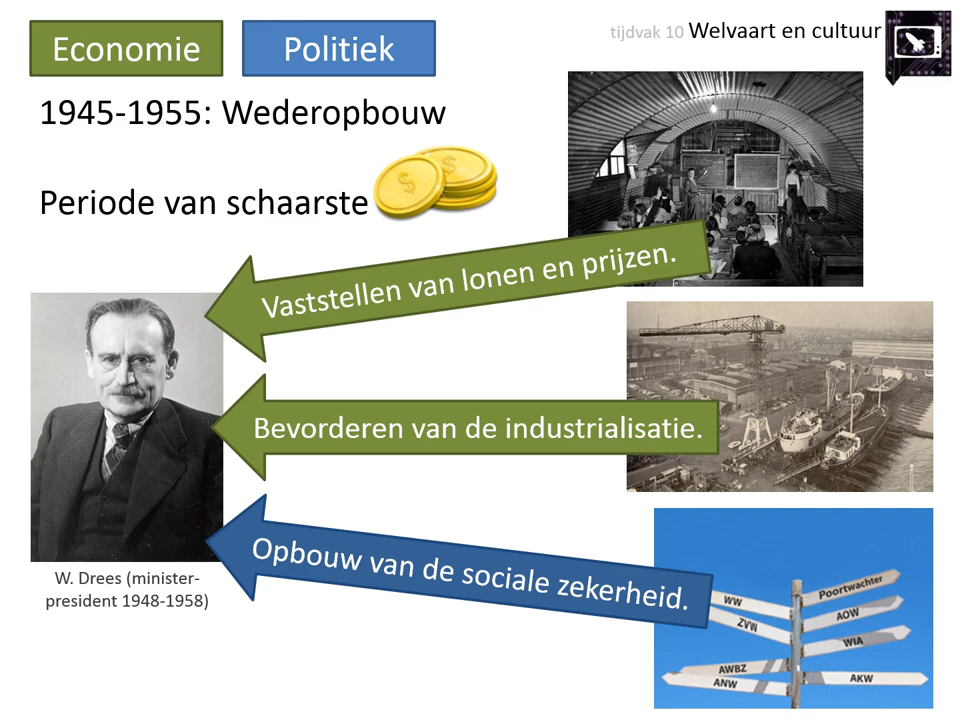 Economie
Politiek
tijdvak 10 Welvaart en cultuur
1945-1955: Wederopbouw
Periode van schaarste
$
$
Vaststellen van lonen en prijzen.
Bevorderen van de industrialisatie.
Opbouw van de sociale zekerheid.
W. Drees (minister-
president 1948-1958)
Poortwachter
WW
AOW
ZVW
WIA
AWBZ
ANW
AKW